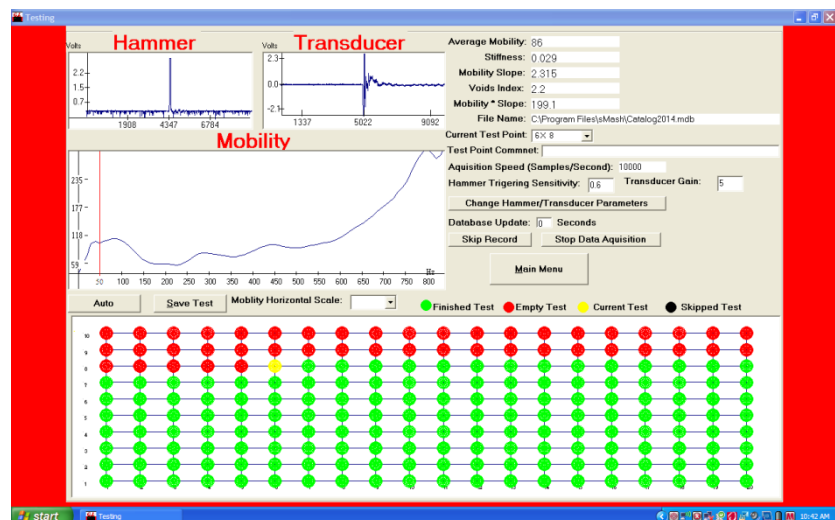 Testing
Hammer
Volts
2.2
1.5
0.7
1908 4347 6784
Transducer
Volts
2.3
0.0
-2.1
1337 5022 9092
Average Mobility: 86
Stiffness: 0.029
Mobility Slope: 2.315
Voids Index: 2.2
Mobility * Slope: 199.1
File Name: C:\Program Files\sMash\Catalog2014.mdb
Current Test Point: 6X 8
Test Point Commnet:
Aquisition Speed (Samples/Second): 10000
Hammer Trigering Sensitivity: 0.6 Transducer Gain: 5
Change Hammer/Transducer Parameters
Database Update: 0 Seconds
Skip Record Stop Data Aquisition
Main Menu
Mobility
235
177
118
59
Hz
50 100 150 200 250 300 350 400 450 500 550 600 650 700 750 800
Auto Save Test Moblity Horizontal Scale:
Finished Test Empty Test Current Test Skipped Test
10
9
8
7
6
5
4
3
2
1
start Testing 10:42 AM